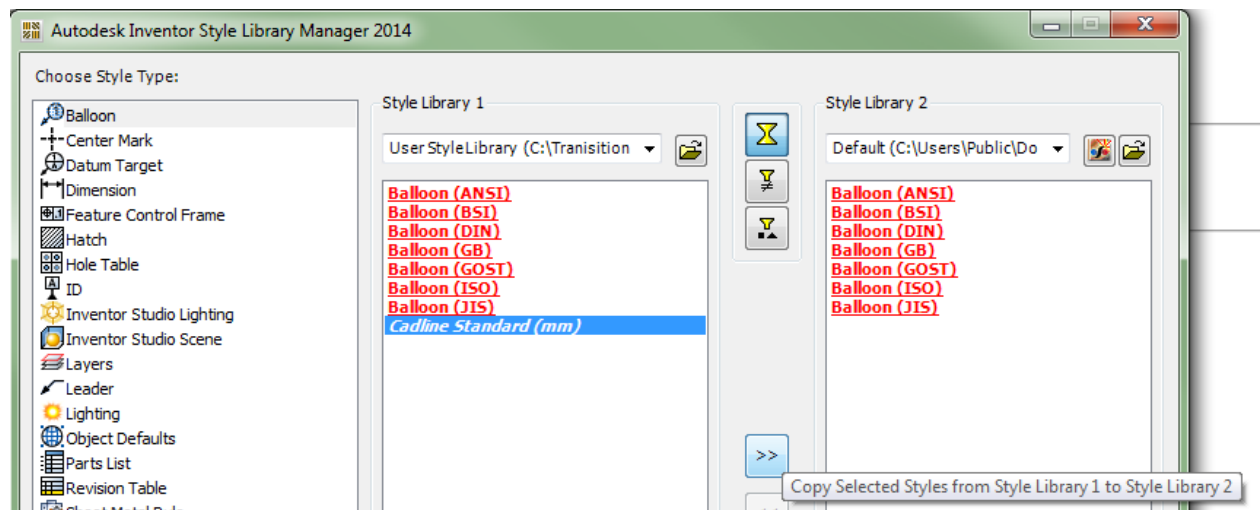 Autodesk Inventor Style Library Manager 2014
Choose Style Type:
Balloon
Center Mark
Datum Target
Dimension
Feature Control Frame
Hatch
Hole Table
ID
Inventor Studio Lighting
Inventor Studio Scene
Layers
Leader
Lighting
Object Defaults
Parts List
Revision Table
Sheet Metal Rule
Style Library 1
User StyleLibrary (C:\Tranisition
Balloon (ANSI)
Balloon (BSI)
Balloon (DIN)
Balloon (GB)
Balloon (GOST)
Balloon (ISO)
Balloon (JIS)
Cadline Standard (mm)
>>
Style Library 2
Default (C:\Users\Public\Do
Balloon (ANSI)
Balloon (BSI)
Balloon (DIN)
Balloon (GB)
Balloon (GOST)
Balloon (ISO)
Balloon (JIS)
Copy Selected Styles from Style Library 1 to Style Library 2